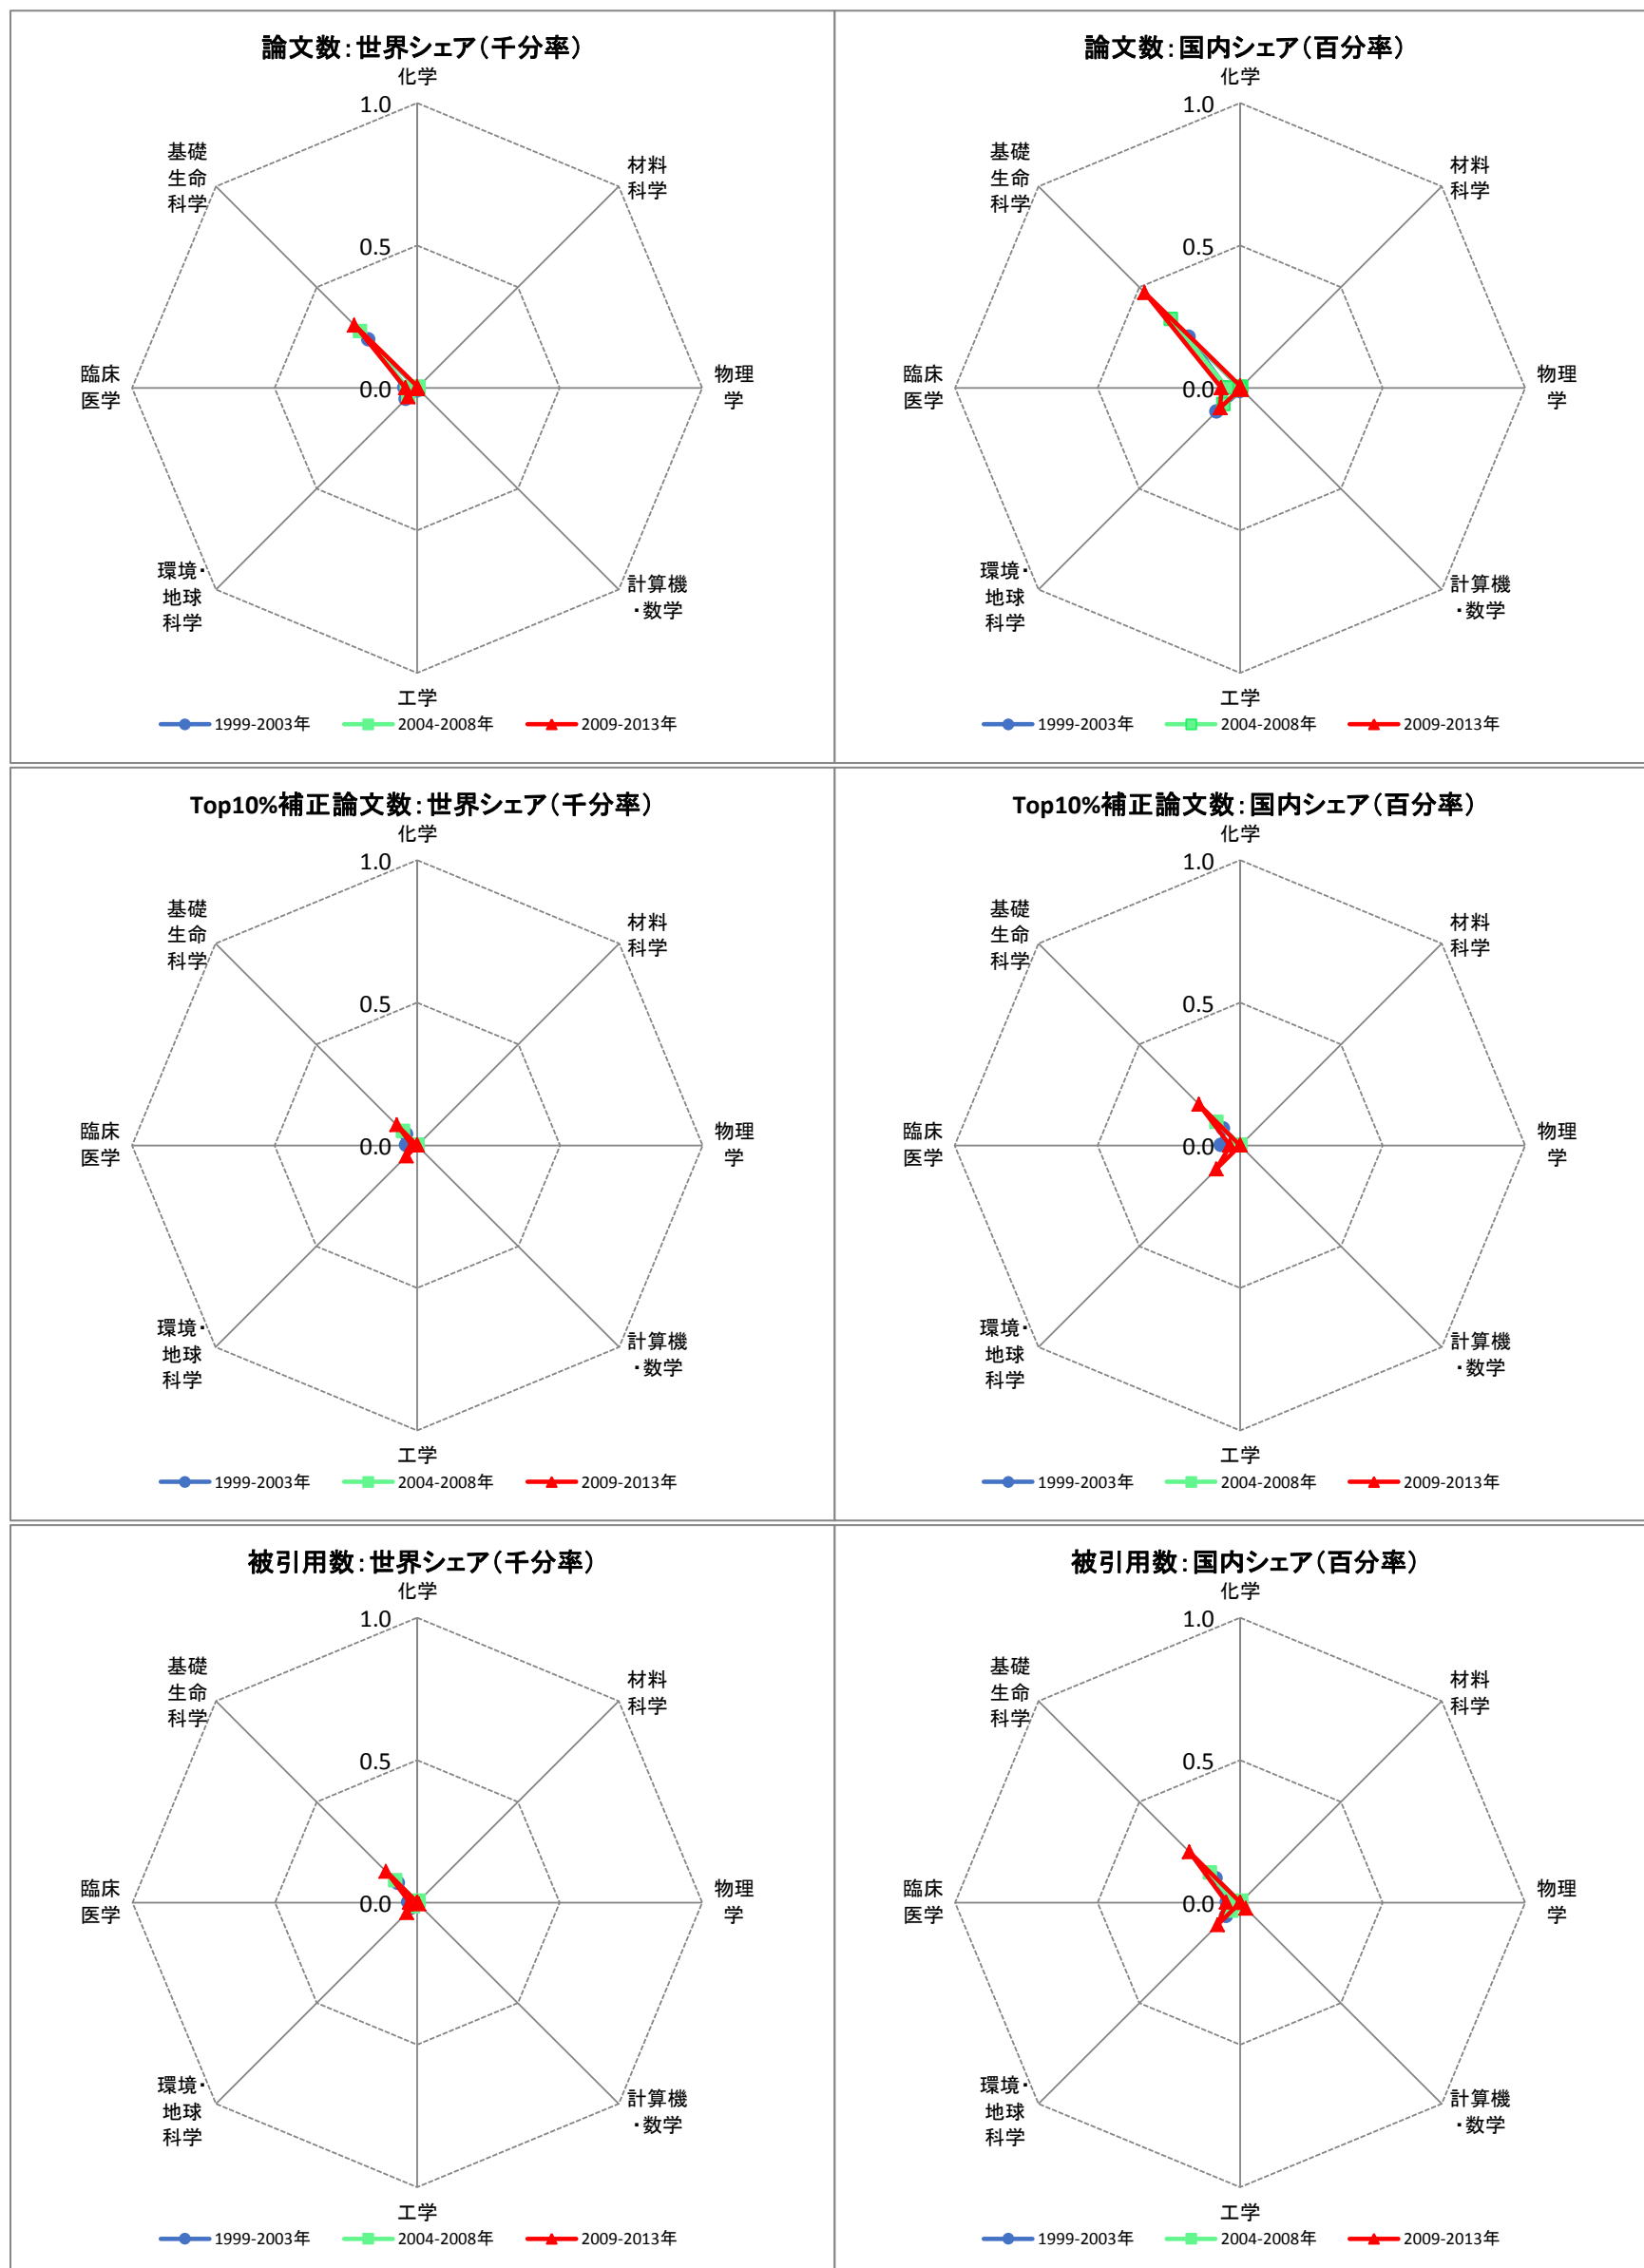 論文数：世界シェア（千分率）
化学
1.0
基礎
生命
科学
材料
科学
0.5
臨床
医学
0.0
物理
学
環境・
地球
科学
計算機
・数学
工学
1999-2003年 2004-2008年 2009-2013年
論文数：国内シェア（百分率）
化学
1.0
基礎
生命
科学
材料
科学
0.5
臨床
医学
0.0
物理
学
環境・
地球
科学
計算機
・数学
工学
1999-2003年 2004-2008年 2009-2013年
Top10%補正論文数：世界シェア（千分率）
化学
1.0
基礎
生命
科学
材料
科学
0.5
臨床
医学
0.0
物理
学
環境・
地球
科学
計算機
・数学
工学
1999-2003年 2004-2008年 2009-2013年
Top10%補正論文数：国内シェア（百分率）
化学
1.0
基礎
生命
科学
材料
科学
0.5
臨床
医学
0.0
物理
学
環境・
地球
科学
計算機
・数学
工学
1999-2003年 2004-2008年 2009-2013年
被引用数：世界シェア（千分率）
化学
1.0
基礎
生命
科学
材料
科学
0.5
臨床
医学
0.0
物理
学
環境・
地球
科学
計算機
・数学
工学
1999-2003年 2004-2008年 2009-2013年
被引用数：国内シェア（百分率）
化学
1.0
基礎
生命
科学
材料
科学
0.5
臨床
医学
0.0
物理
学
環境・
地球
科学
計算機
・数学
工学
1999-2003年 2004-2008年 2009-2013年